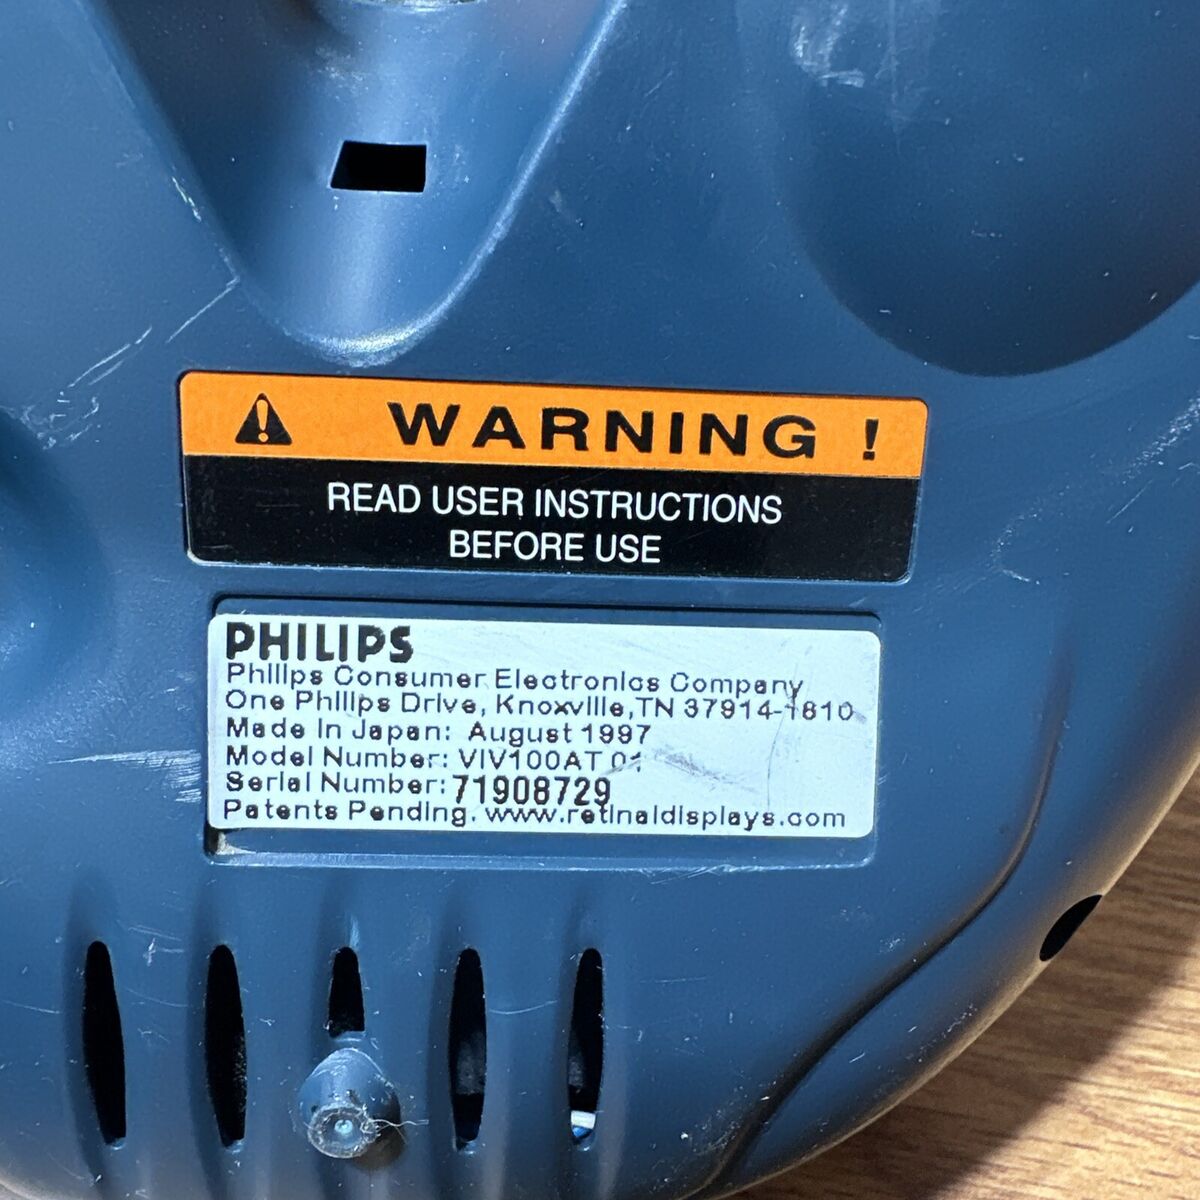 WARNING !
READ USER INSTRUCTIONS
BEFORE USE
PHILIPS
Philips Consumer Electronics Company
One Philips Drive, Knoxville,TN 37914-1810
Made In Japan: August 1997
Model Number: VIV100AT 01
Serial Number: 71908729
Patents Pending. www.retinaldisplays.com